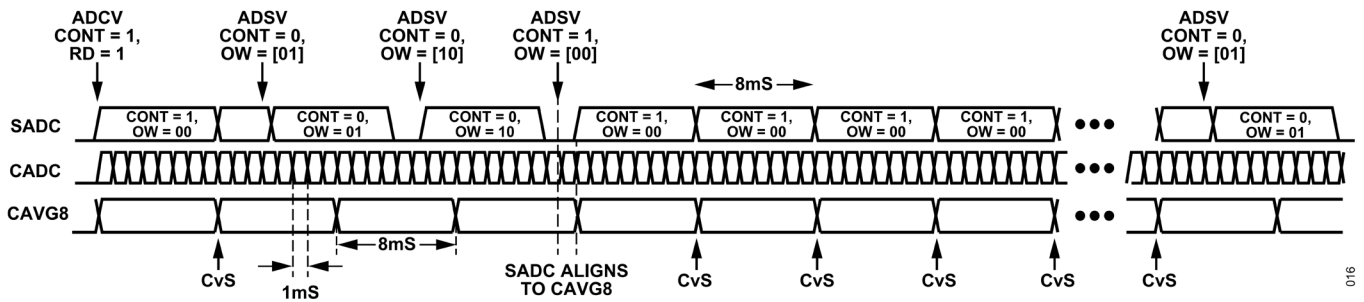 ADCV
CONT = 1,
RD = 1
ADSV
CONT = 0,
OW = [01]
ADSV
CONT = 0,
OW = [10]
ADSV
CONT = 1,
OW = [00]
ADSV
CONT = 0,
OW = [01]
8mS
SADC
CONT = 1,
OW = 00
CONT = 0,
OW = 01
CONT = 0,
OW = 10
CONT = 1,
OW = 00
CONT = 1,
OW = 00
CONT = 1,
OW = 00
CONT = 1,
OW = 00
CONT = 0,
OW = 01
CADC
CAVG8
8mS
CvS
1mS
SADC ALIGNS
TO CAVG8
CvS
CvS
CvS
CvS
CvS
016